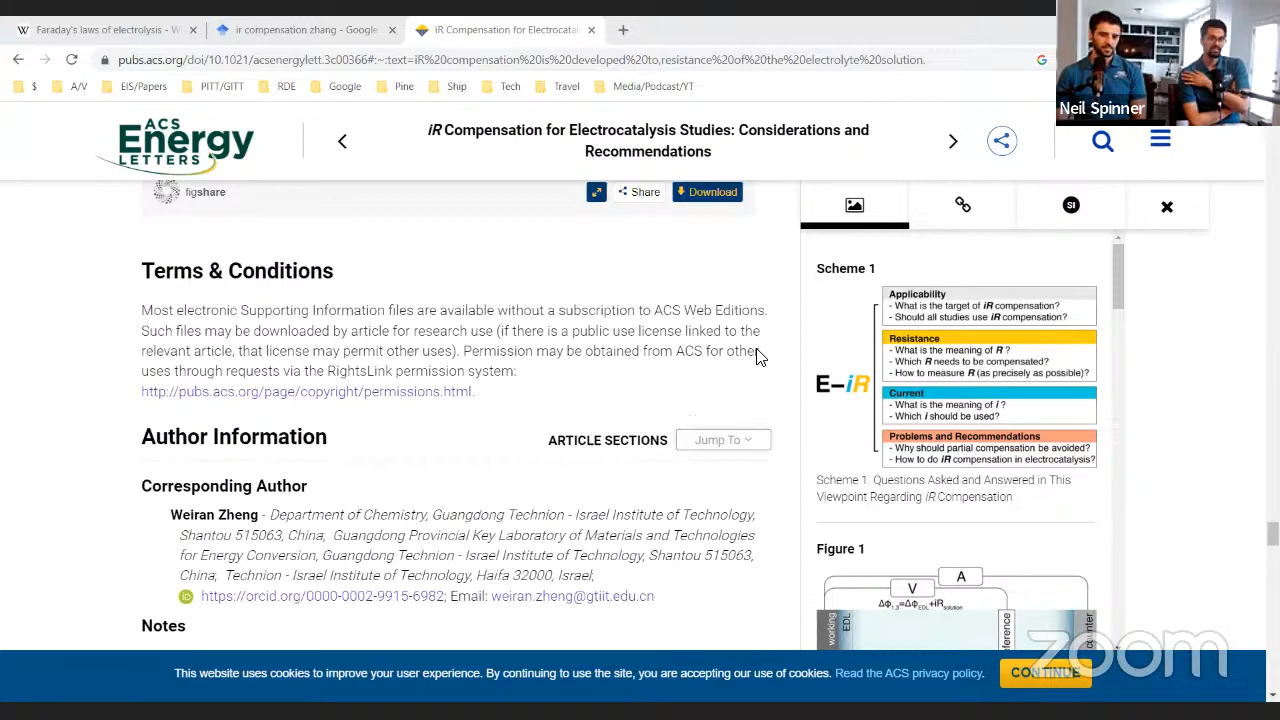 Faraday's laws of electrolysis - W
ir compensation zhang - Google
iR Compensation for Electrocatal
pubs.acs.org/doi/10.1021/acsenergylett.3c00366#:~:text=iR%20compensation%20is%20developed%20to,resistance%20of%20the%20electrolyte%20solution.
$ A/V EIS/Papers PITT/GITT RDE Google Pine Ship Tech Travel Media/Podcast/YT
Neil Spinner
ACS
Energy
LETTERS
iR Compensation for Electrocatalysis Studies: Considerations and
Recommendations
figshare Share Download
SI
Terms & Conditions
Most electronic Supporting Information files are available without a subscription to ACS Web Editions.
Such files may be downloaded by article for research use (if there is a public use license linked to the
relevant article, that license may permit other uses). Permission may be obtained from ACS for other
uses through requests via the RightsLink permission system:
http://pubs.acs.org/page/copyright/permissions.html.
Author Information
ARTICLE SECTIONS
Jump To
Corresponding Author
Weiran Zheng - Department of Chemistry, Guangdong Technion - Israel Institute of Technology,
Shantou 515063, China; Guangdong Provincial Key Laboratory of Materials and Technologies
for Energy Conversion, Guangdong Technion - Israel Institute of Technology, Shantou 515063,
China; Technion - Israel Institute of Technology, Haifa 32000, Israel;
https://orcid.org/0000-0002-9915-6982; Email: weiran.zheng@gtiit.edu.cn
Notes
Scheme 1
E–iR
Applicability
- What is the target of iR compensation?
- Should all studies use iR compensation?
Resistance
- What is the meaning of R ?
- Which R needs to be compensated?
- How to measure R (as precisely as possible)?
Current
- What is the meaning of i ?
- Which i should be used?
Problems and Recommendations
- Why should partial compensation be avoided?
- How to do iR compensation in electrocatalysis?
Scheme 1. Questions Asked and Answered in This
Viewpoint Regarding iR Compensation
Figure 1
A
V
ΔΦ1,3=ΔΦEDL+iRsolution
working
EDL
reference
counter
zoom
This website uses cookies to improve your user experience. By continuing to use the site, you are accepting our use of cookies. Read the ACS privacy policy.
CONTINUE